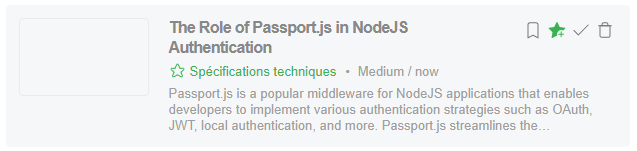 The Role of Passport.js in NodeJS
Authentication
Spécifications techniques • Medium / now
Passport.js is a popular middleware for NodeJS applications that enables
developers to implement various authentication strategies such as OAuth,
JWT, local authentication, and more. Passport.js streamlines the…